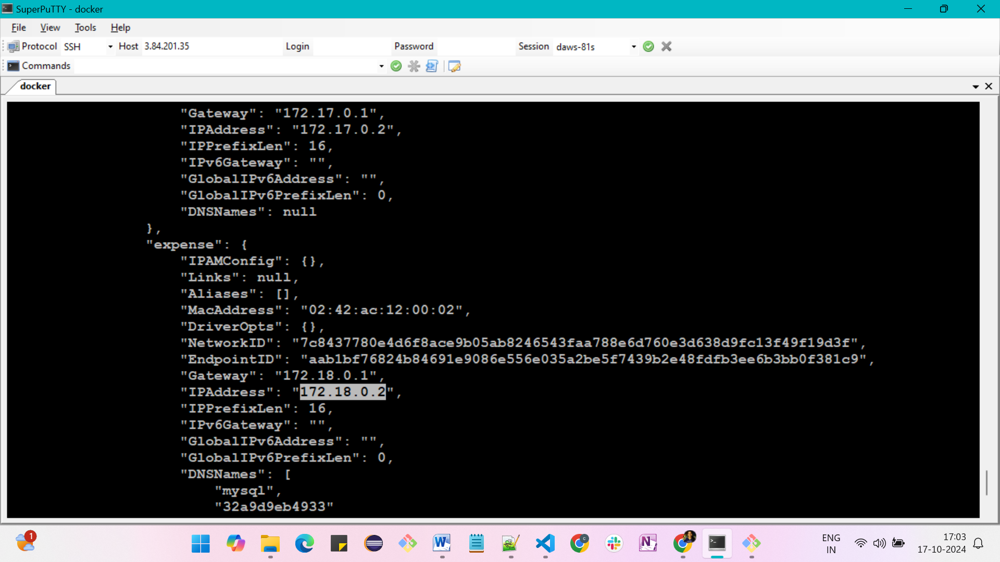 SuperPuTTY - docker
File View Tools Help
Protocol SSH Host 3.84.201.35 Login Password Session daws-81s
Commands
docker
"Gateway": "172.17.0.1",
"IPAddress": "172.17.0.2",
"IPPrefixLen": 16,
"IPv6Gateway": "",
"GlobalIPv6Address": "",
"GlobalIPv6PrefixLen": 0,
"DNSNames": null
},
"expense": {
"IPAMConfig": {},
"Links": null,
"Aliases": [],
"MacAddress": "02:42:ac:12:00:02",
"DriverOpts": {},
"NetworkID": "7c8437780e4d6f8ace9b05ab8246543faa788e6d760e3d638d9fc13f49f19d3f",
"EndpointID": "aab1bf76824b84691e9086e556e035a2be5f7439b2e48fdfb3ee6b3bb0f381c9",
"Gateway": "172.18.0.1",
"IPAddress": "172.18.0.2",
"IPPrefixLen": 16,
"IPv6Gateway": "",
"GlobalIPv6Address": "",
"GlobalIPv6PrefixLen": 0,
"DNSNames": [
"mysql",
"32a9d9eb4933"
1
ENG
IN
17:03
17-10-2024